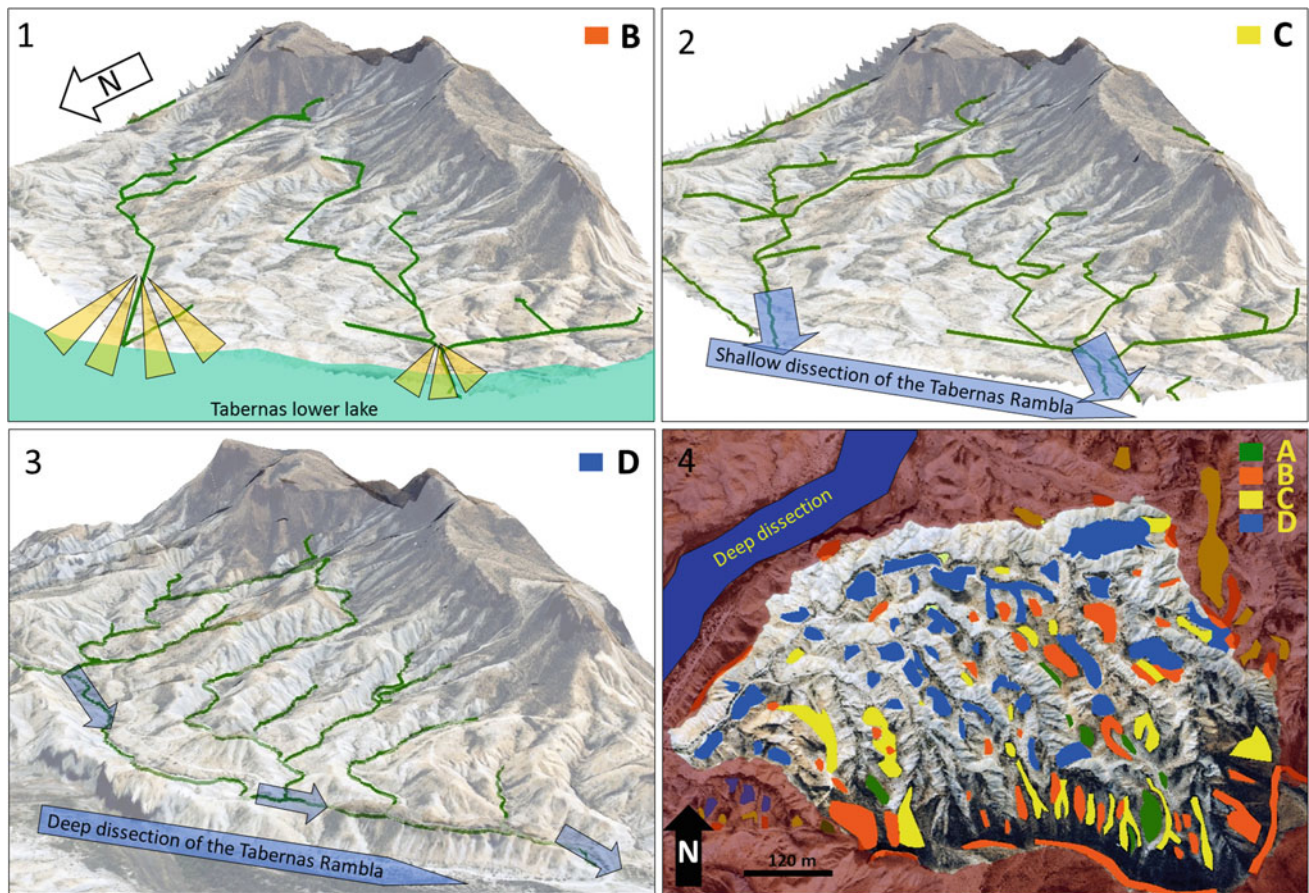 1
N
B
Tabernas lower lake
2
C
Shallow dissection of the Tabernas Rambla
3
D
Deep dissection of the Tabernas Rambla
4
A
B
C
D
Deep dissection
N
120 m